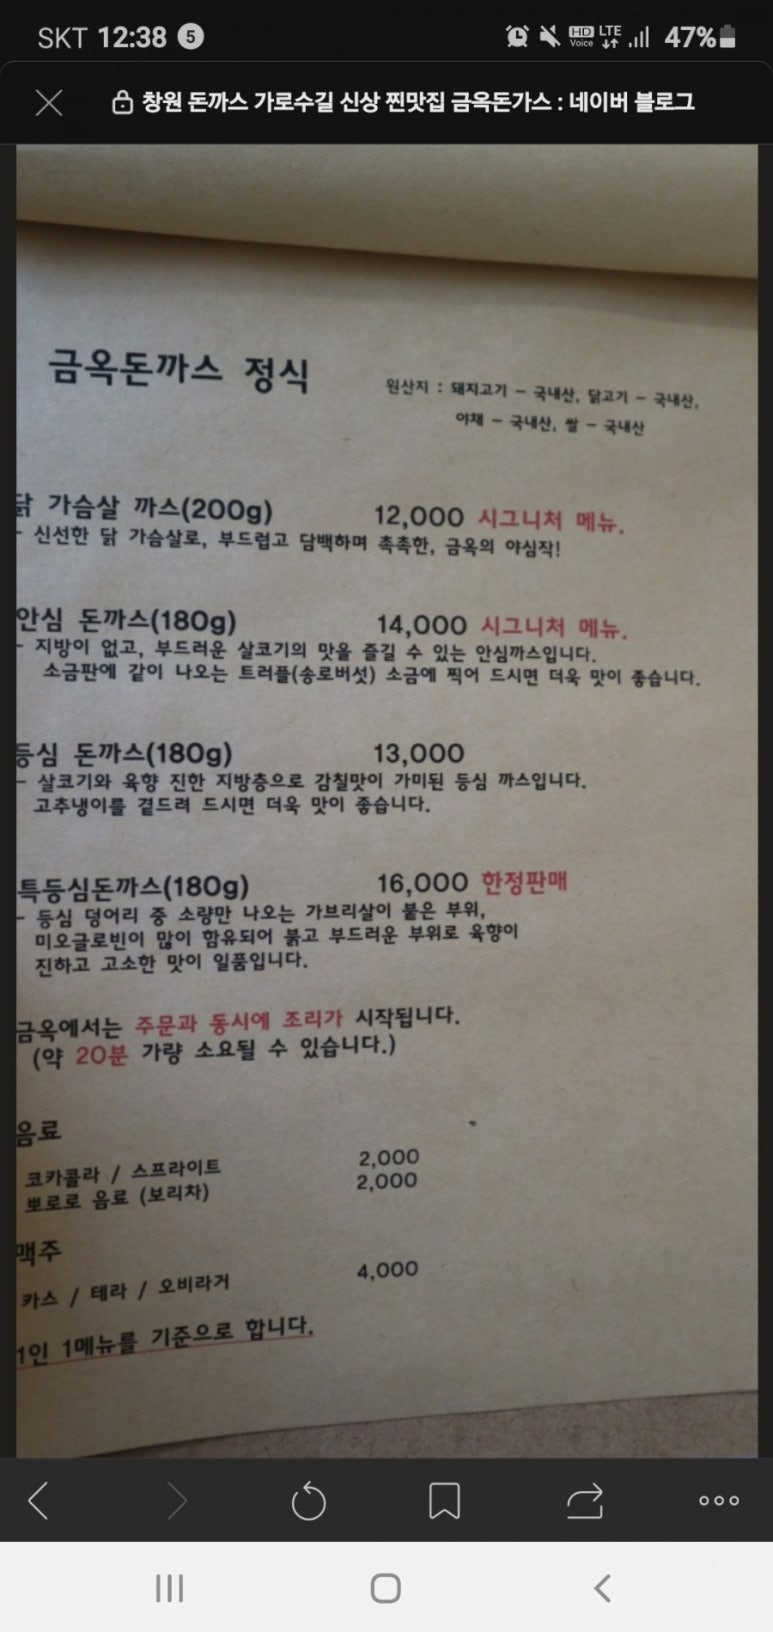 SKT 12:38 5
HD Voice LTE 47%
창원 돈까스 가로수길 신상 찐맛집 금옥돈가스 : 네이버 블로그
금옥돈까스 정식
원산지 : 돼지고기 - 국내산, 닭고기 - 국내산,
야채 - 국내산, 쌀 - 국내산
닭 가슴살 까스(200g) 12,000 시그니처 메뉴.
- 신선한 닭 가슴살로, 부드럽고 담백하며 촉촉한, 금옥의 야심작!
안심 돈까스(180g) 14,000 시그니처 메뉴.
- 지방이 없고, 부드러운 살코기의 맛을 즐길 수 있는 안심까스입니다.
소금판에 같이 나오는 트러플(송로버섯) 소금에 찍어 드시면 더욱 맛이 좋습니다.
등심 돈까스(180g) 13,000
- 살코기와 육향 진한 지방층으로 감칠맛이 가미된 등심 까스입니다.
고추냉이를 곁드려 드시면 더욱 맛이 좋습니다.
특등심돈까스(180g) 16,000 한정판매
- 등심 덩어리 중 소량만 나오는 가브리살이 붙은 부위,
미오글로빈이 많이 함유되어 붉고 부드러운 부위로 육향이
진하고 고소한 맛이 일품입니다.
금옥에서는 주문과 동시에 조리가 시작됩니다.
(약 20분 가량 소요될 수 있습니다.)
음료
코카콜라 / 스프라이트 2,000
뽀로로 음료 (보리차) 2,000
맥주
카스 / 테라 / 오비라거 4,000
1인 1메뉴를 기준으로 합니다.